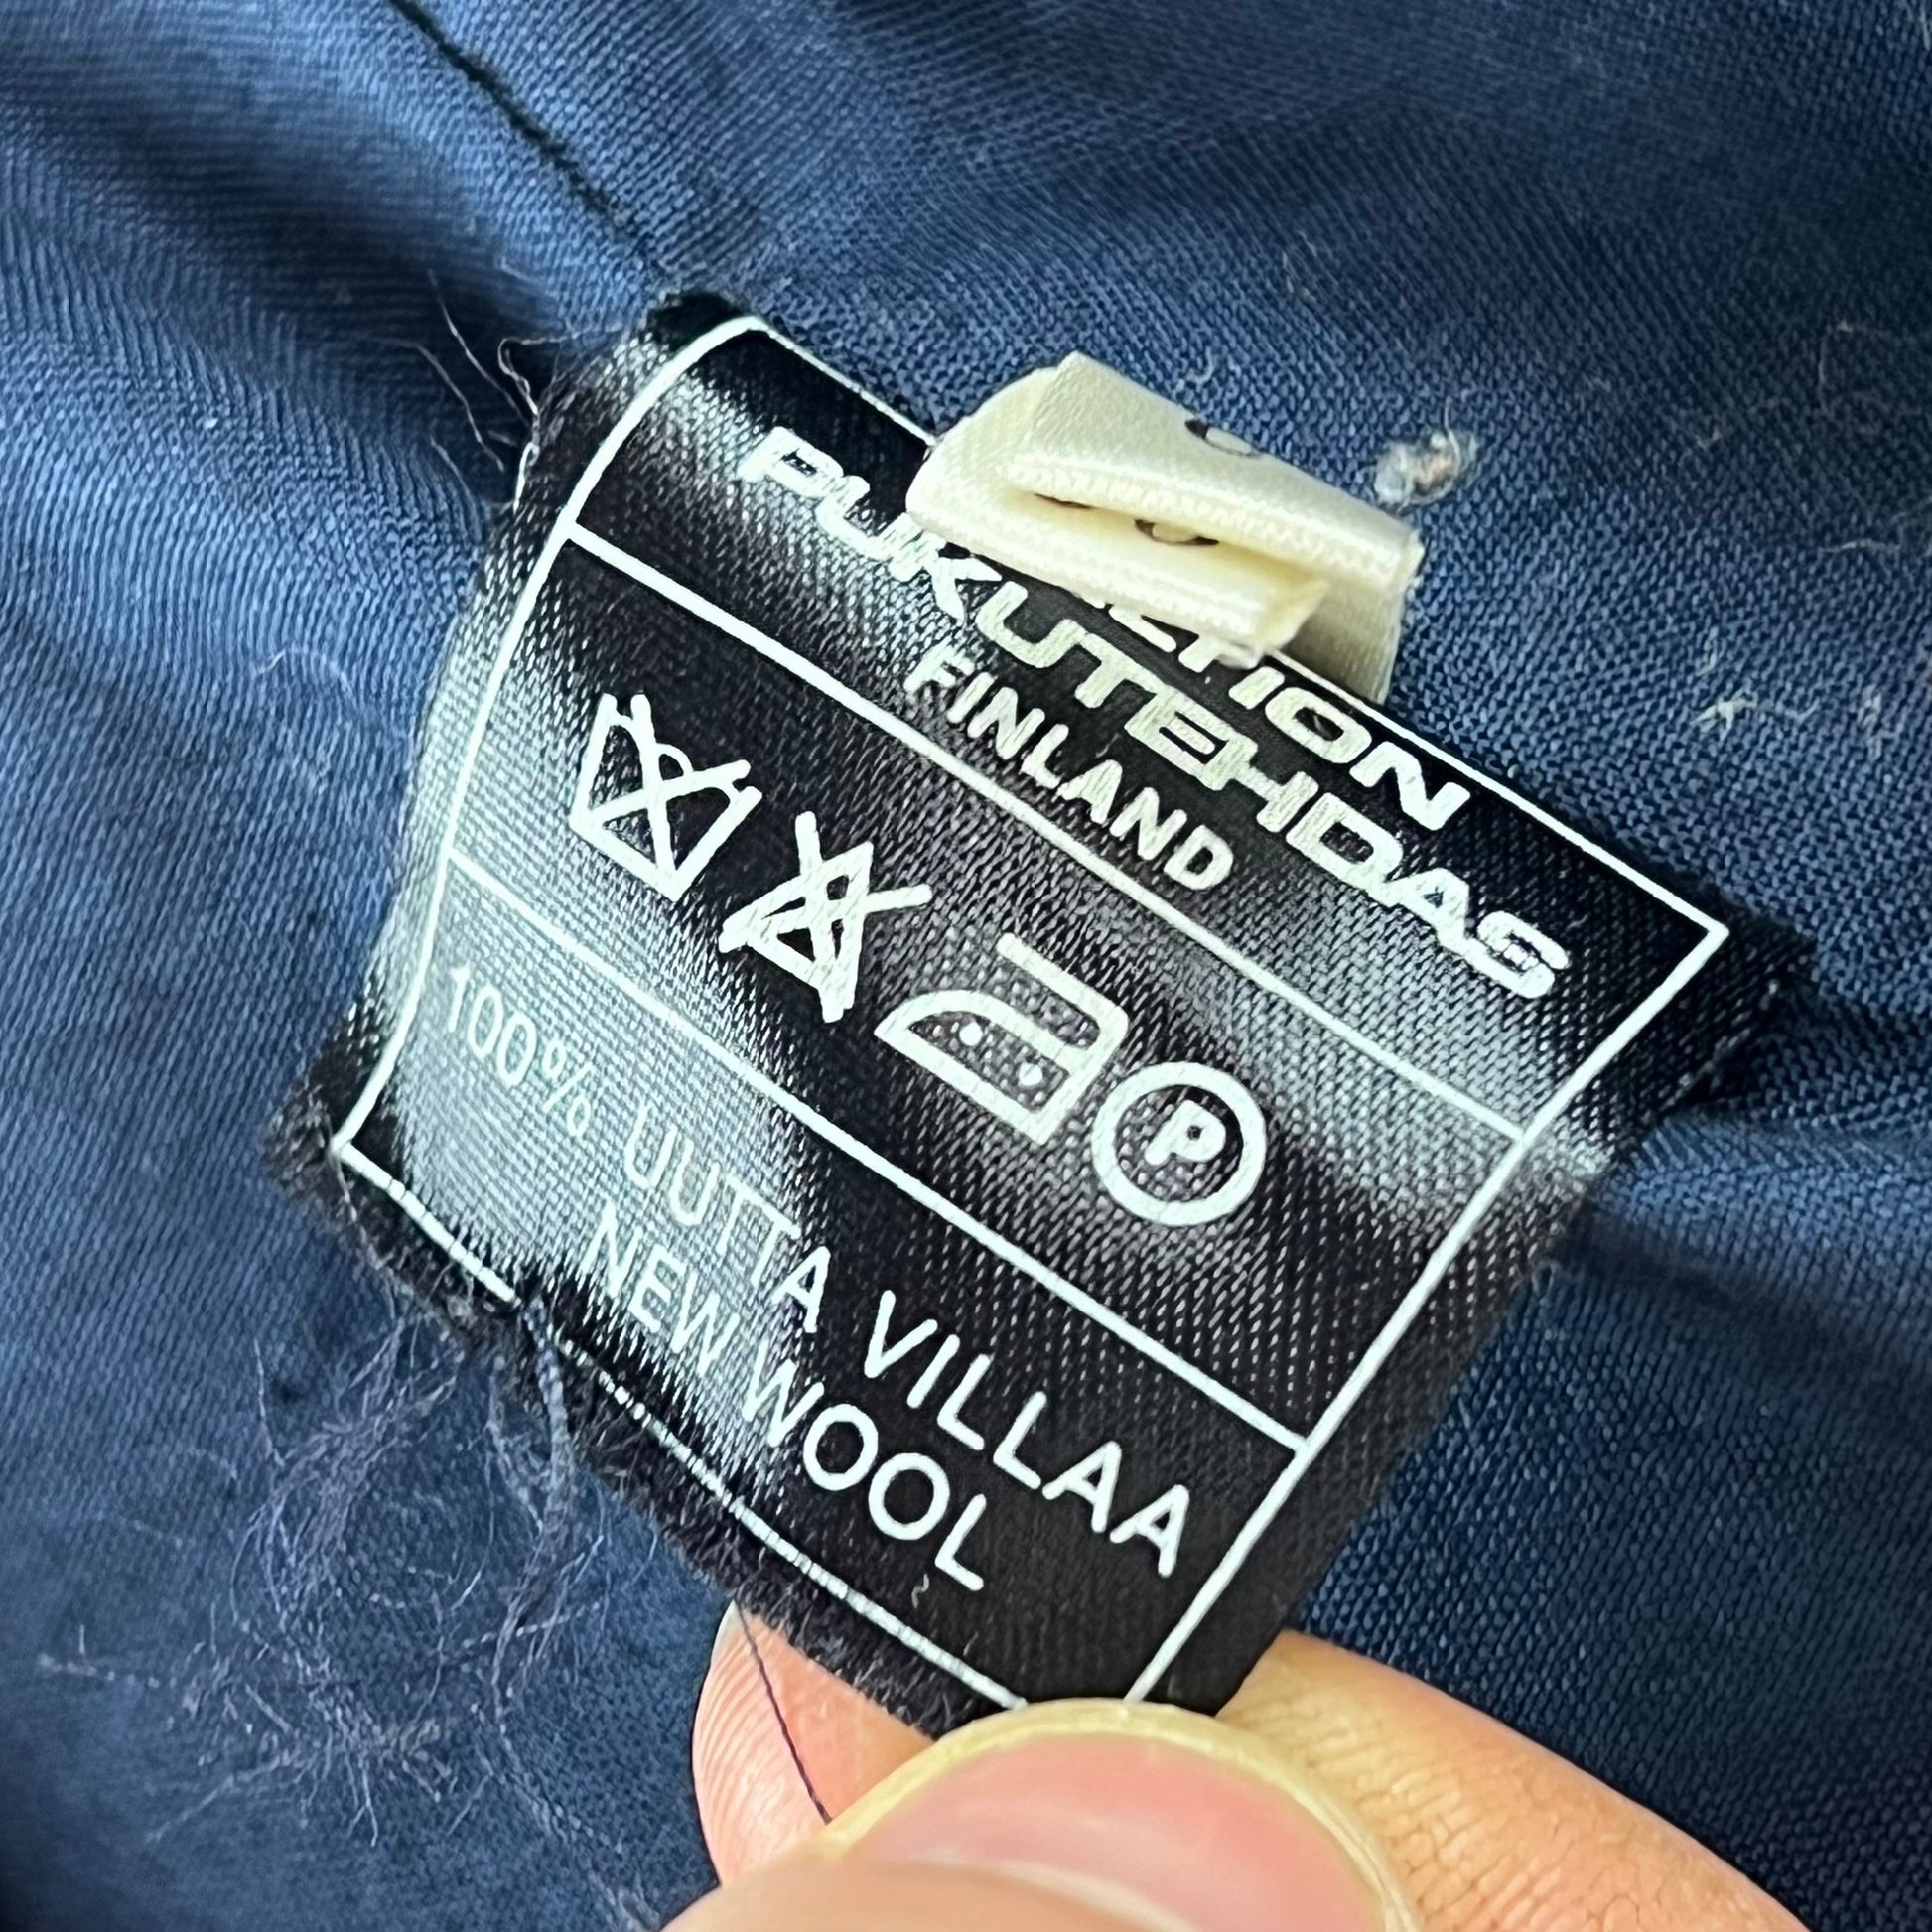 PUKUTEHDAS
FINLAND
P
100% UUTTA VILLAA
NEW WOOL